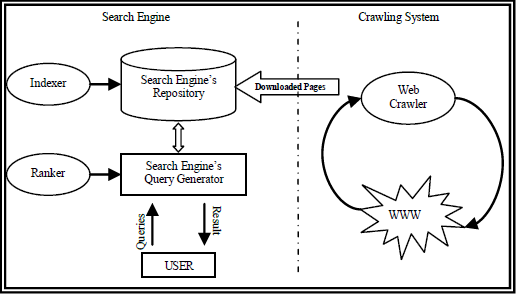 Search Engine
Crawling System
Indexer
Search Engine's
Repository
Downloaded Pages
Web
Crawler
Ranker
Search Engine's
Query Generator
WWW
Queries
Result
USER